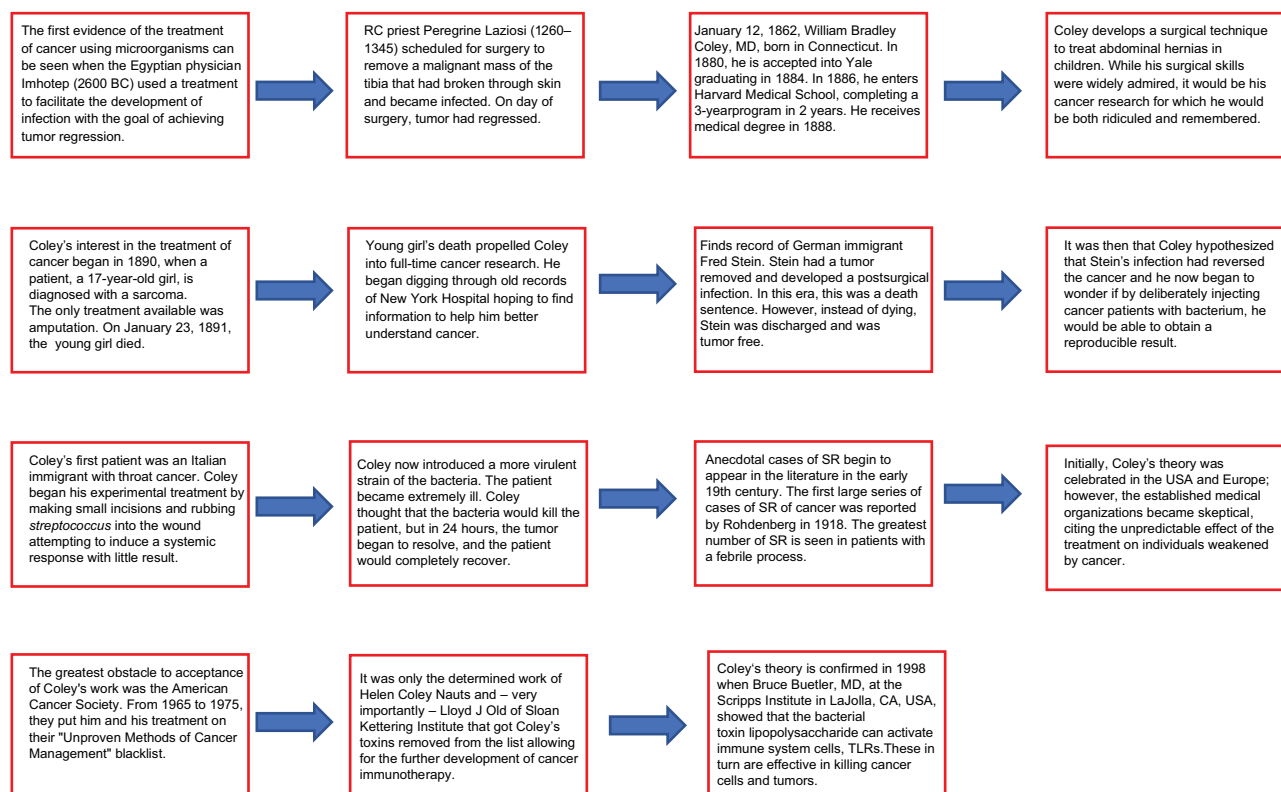 The first evidence of the treatment
of cancer using microorganisms can
be seen when the Egyptian physician
Imhotep (2600 BC) used a treatment
to facilitate the development of
infection with the goal of achieving
tumor regression.
RC priest Peregrine Laziosi (1260–
1345) scheduled for surgery to
remove a malignant mass of the
tibia that had broken through skin
and became infected. On day of
surgery, tumor had regressed.
January 12, 1862, William Bradley
Coley, MD, born in Connecticut. In
1880, he is accepted into Yale
graduating in 1884. In 1886, he enters
Harvard Medical School, completing a
3-yearprogram in 2 years. He receives
medical degree in 1888.
Coley develops a surgical technique
to treat abdominal hernias in
children. While his surgical skills
were widely admired, it would be his
cancer research for which he would
be both ridiculed and remembered.
Coley’s interest in the treatment of
cancer began in 1890, when a
patient, a 17-year-old girl, is
diagnosed with a sarcoma.
The only treatment available was
amputation. On January 23, 1891,
the young girl died.
Young girl’s death propelled Coley
into full-time cancer research. He
began digging through old records
of New York Hospital hoping to find
information to help him better
understand cancer.
Finds record of German immigrant
Fred Stein. Stein had a tumor
removed and developed a postsurgical
infection. In this era, this was a death
sentence. However, instead of dying,
Stein was discharged and was
tumor free.
It was then that Coley hypothesized
that Stein’s infection had reversed
the cancer and he now began to
wonder if by deliberately injecting
cancer patients with bacterium, he
would be able to obtain a
reproducible result.
Coley’s first patient was an Italian
immigrant with throat cancer. Coley
began his experimental treatment by
making small incisions and rubbing
streptococcus into the wound
attempting to induce a systemic
response with little result.
Coley now introduced a more virulent
strain of the bacteria. The patient
became extremely ill. Coley
thought that the bacteria would kill the
patient, but in 24 hours, the tumor
began to resolve, and the patient
would completely recover.
Anecdotal cases of SR begin to
appear in the literature in the early
19th century. The first large series of
cases of SR of cancer was reported
by Rohdenberg in 1918. The greatest
number of SR is seen in patients with
a febrile process.
Initially, Coley’s theory was
celebrated in the USA and Europe;
however, the established medical
organizations became skeptical,
citing the unpredictable effect of the
treatment on individuals weakened
by cancer.
The greatest obstacle to acceptance
of Coley's work was the American
Cancer Society. From 1965 to 1975,
they put him and his treatment on
their "Unproven Methods of Cancer
Management" blacklist.
It was only the determined work of
Helen Coley Nauts and – very
importantly – Lloyd J Old of Sloan
Kettering Institute that got Coley’s
toxins removed from the list allowing
for the further development of cancer
immunotherapy.
Coley‘s theory is confirmed in 1998
when Bruce Buetler, MD, at the
Scripps Institute in LaJolla, CA, USA,
showed that the bacterial
toxin lipopolysaccharide can activate
immune system cells, TLRs.These in
turn are effective in killing cancer
cells and tumors.